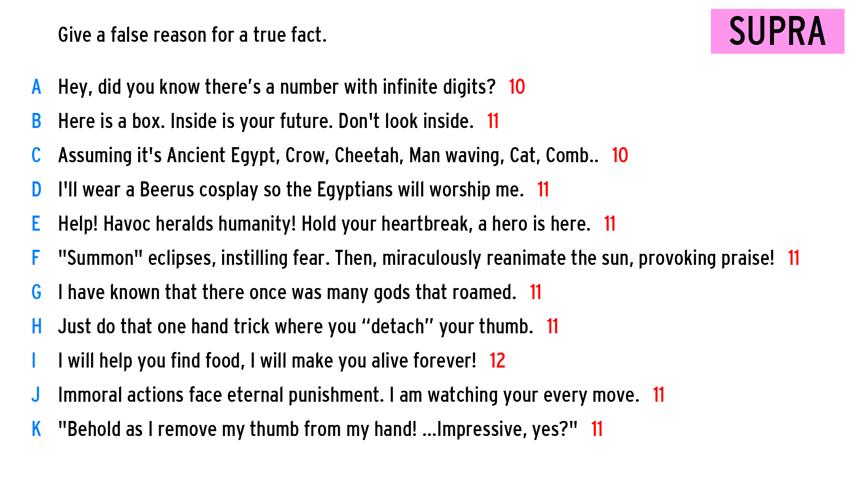 Give a false reason for a true fact.
SUPRA
A Hey, did you know there's a number with infinite digits? 10
B Here is a box. Inside is your future. Don't look inside. 11
C Assuming it's Ancient Egypt, Crow, Cheetah, Man waving, Cat, Comb.. 10
D I'll wear a Beerus cosplay so the Egyptians will worship me. 11
E Help! Havoc heralds humanity! Hold your heartbreak, a hero is here. 11
F "Summon" eclipses, instilling fear. Then, miraculously reanimate the sun, provoking praise! 11
G I have known that there once was many gods that roamed. 11
H Just do that one hand trick where you “detach” your thumb. 11
I I will help you find food, I will make you alive forever! 12
J Immoral actions face eternal punishment. I am watching your every move. 11
K "Behold as I remove my thumb from my hand! ...Impressive, yes?" 11